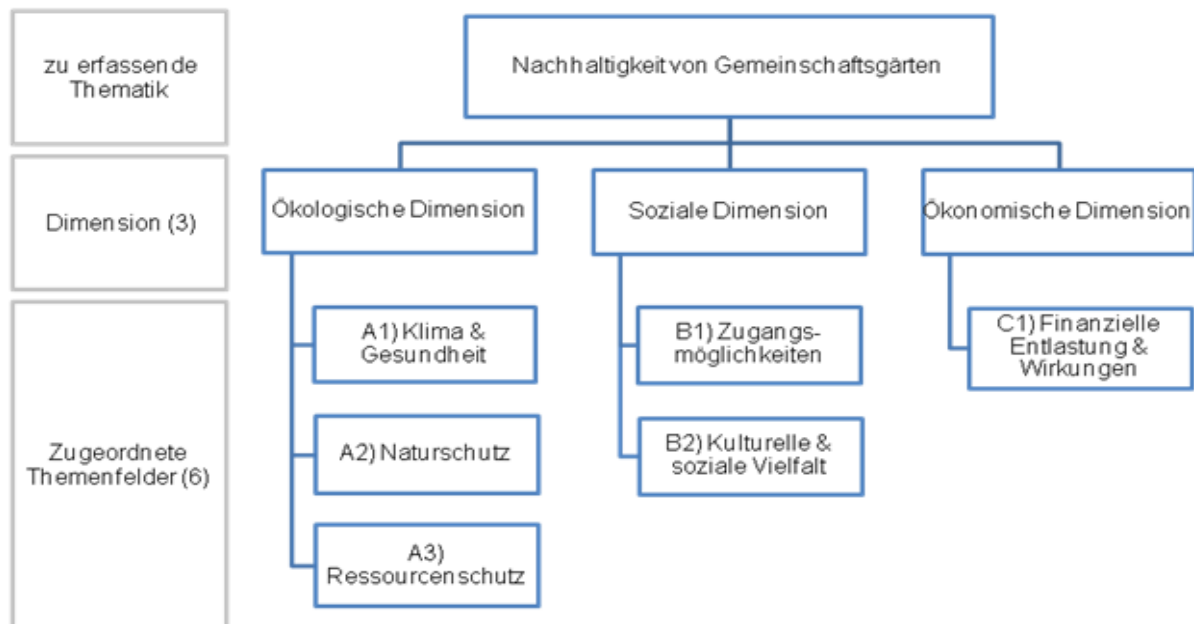 zu erfassende
Thematik
Nachhaltigkeit von Gemeinschaftsgärten
Dimension (3)
Ökologische Dimension
Soziale Dimension
Ökonomische Dimension
Zugeordnete
Themenfelder (6)
A1) Klima &
Gesundheit
A2) Naturschutz
A3)
Ressourcenschutz
B1) Zugangs-
möglichkeiten
B2) Kulturelle &
soziale Vielfalt
C1) Finanzielle
Entlastung &
Wirkungen